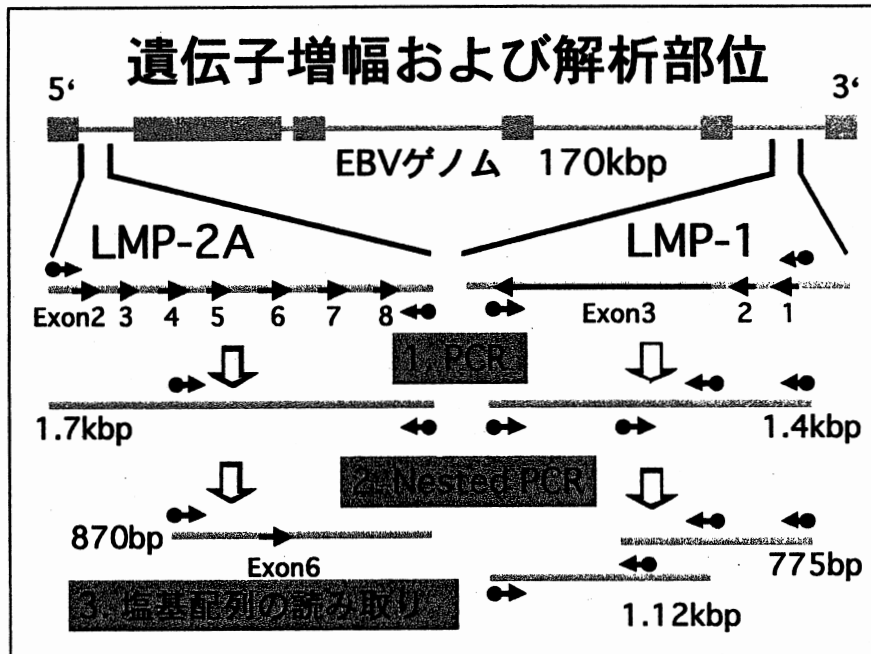 遺伝子増幅および解析部位
5‘ 3‘
EBVゲノム 170kbp
LMP-2A LMP-1
Exon2 3 4 5 6 7 8 Exon3 2 1
1. PCR
1.7kbp 1.4kbp
2. Nested PCR
870bp Exon6 775bp
3. 塩基配列の読み取り
1.12kbp